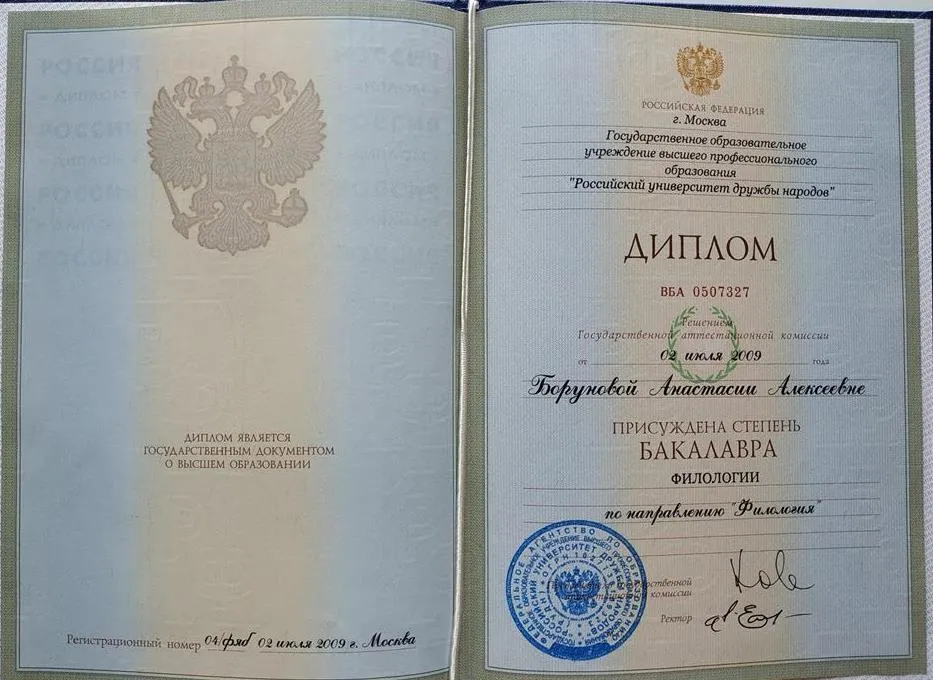 ДИПЛОМ ЯВЛЯЕТСЯ
ГОСУДАРСТВЕННЫМ ДОКУМЕНТОМ
О ВЫСШЕМ ОБРАЗОВАНИИ
Регистрационный номер 04/фяб 02 июля 2009 г. Москва
РОССИЙСКАЯ ФЕДЕРАЦИЯ
г. Москва
Государственное образовательное
учреждение высшего профессионального
образования
"Российский университет дружбы народов"
ДИПЛОМ
ВБА 0507327
Решением
Государственной аттестационной комиссии
от 02 июля 2009 года
Боруновой Анастасии Алексеевне
ПРИСУЖДЕНА СТЕПЕНЬ
БАКАЛАВРА
ФИЛОЛОГИИ
по направлению "Филология"
государственной
комиссии
Ректор